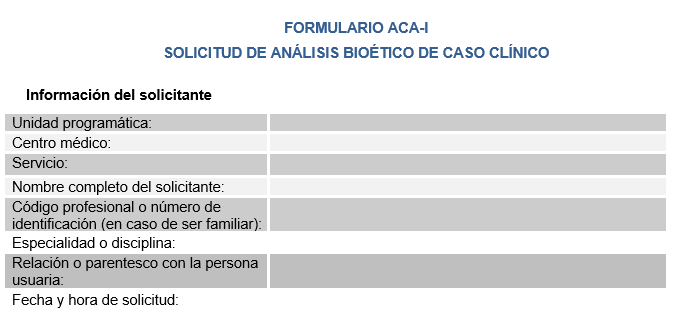 FORMULARIO ACA-I
SOLICITUD DE ANÁLISIS BIOÉTICO DE CASO CLÍNICO
Información del solicitante
Unidad programática:
Centro médico:
Servicio:
Nombre completo del solicitante:
Código profesional o número de
identificación (en caso de ser familiar):
Especialidad o disciplina:
Relación o parentesco con la persona
usuaria:
Fecha y hora de solicitud: